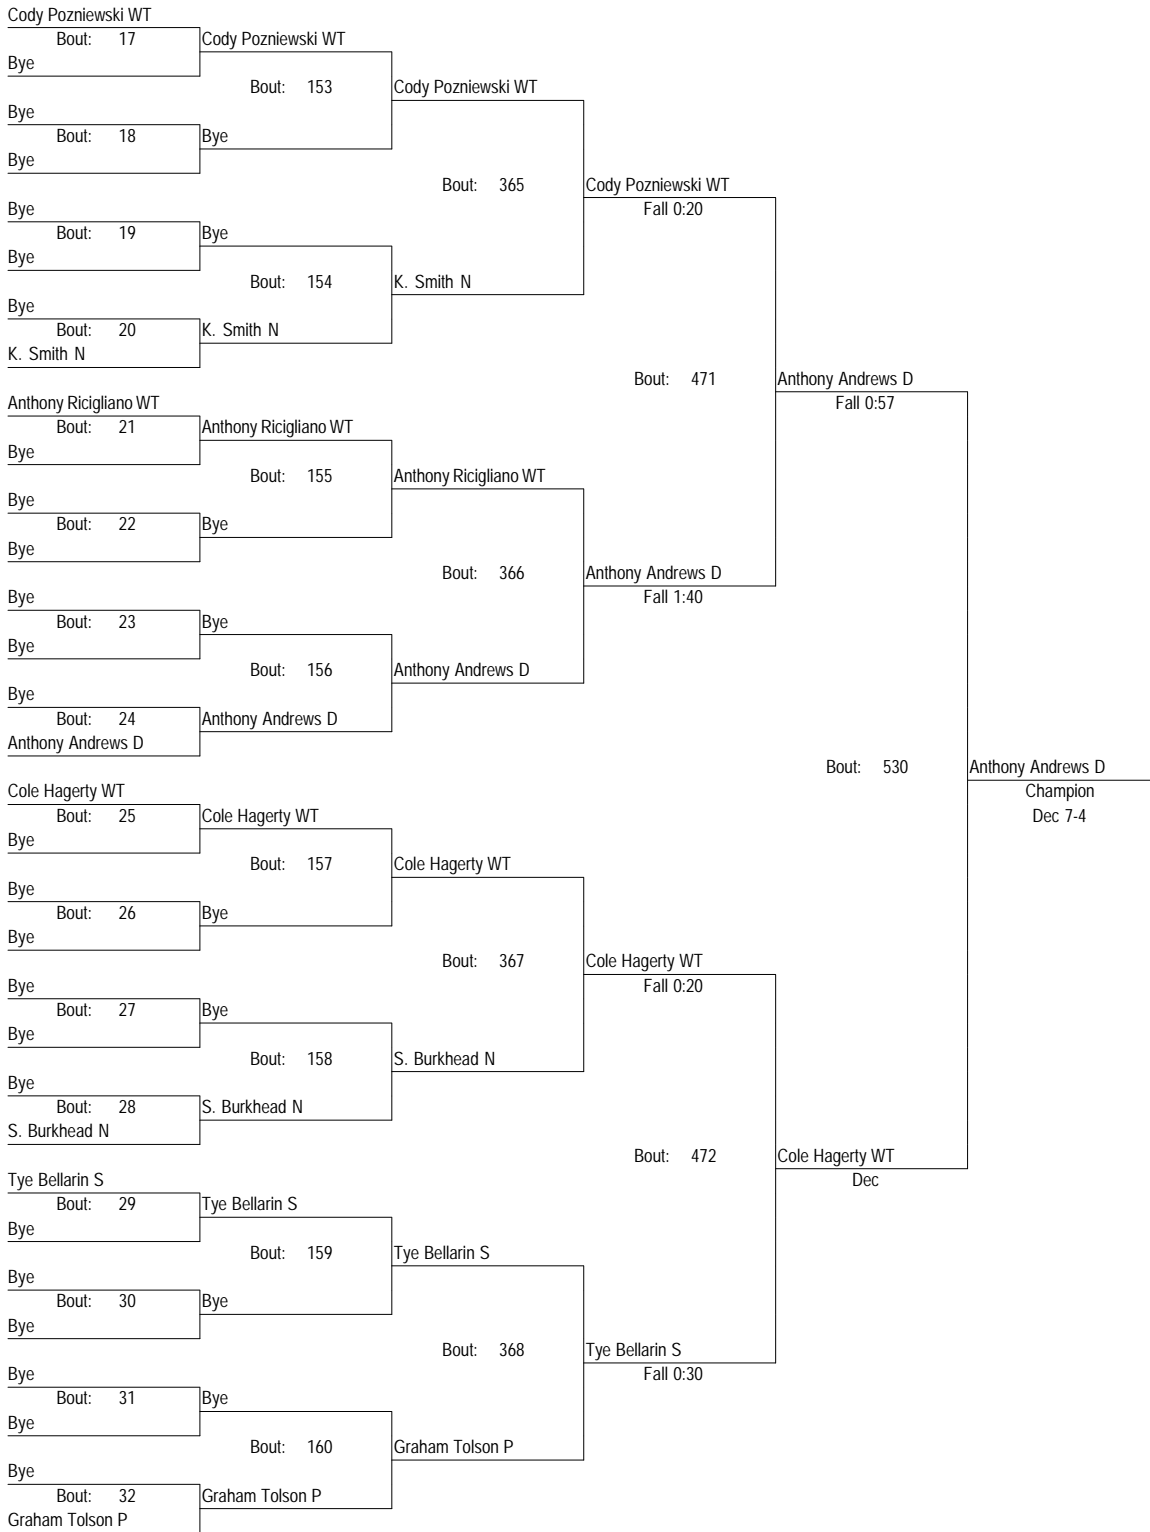 Cody Pozniewski WT
Bout: 17 Cody Pozniewski WT
Bye
Bout: 153 Cody Pozniewski WT
Bye
Bout: 18 Bye
Bye
Bout: 365 Cody Pozniewski WT
Fall 0:20
Bye
Bout: 19 Bye
Bye
Bout: 154 K. Smith N
Bye
Bout: 20 K. Smith N
K. Smith N
Bout: 471 Anthony Andrews D
Fall 0:57
Anthony Ricigliano WT
Bout: 21 Anthony Ricigliano WT
Bye
Bout: 155 Anthony Ricigliano WT
Bye
Bout: 22 Bye
Bye
Bout: 366 Anthony Andrews D
Fall 1:40
Bye
Bout: 23 Bye
Bye
Bout: 156 Anthony Andrews D
Bye
Bout: 24 Anthony Andrews D
Anthony Andrews D
Bout: 530 Anthony Andrews D
Champion
Dec 7-4
Cole Hagerty WT
Bout: 25 Cole Hagerty WT
Bye
Bout: 157 Cole Hagerty WT
Bye
Bout: 26 Bye
Bye
Bout: 367 Cole Hagerty WT
Fall 0:20
Bye
Bout: 27 Bye
Bye
Bout: 158 S. Burkhead N
Bye
Bout: 28 S. Burkhead N
S. Burkhead N
Bout: 472 Cole Hagerty WT
Dec
Tye Bellarin S
Bout: 29 Tye Bellarin S
Bye
Bout: 159 Tye Bellarin S
Bye
Bout: 30 Bye
Bye
Bout: 368 Tye Bellarin S
Fall 0:30
Bye
Bout: 31 Bye
Bye
Bout: 160 Graham Tolson P
Bye
Bout: 32 Graham Tolson P
Graham Tolson P